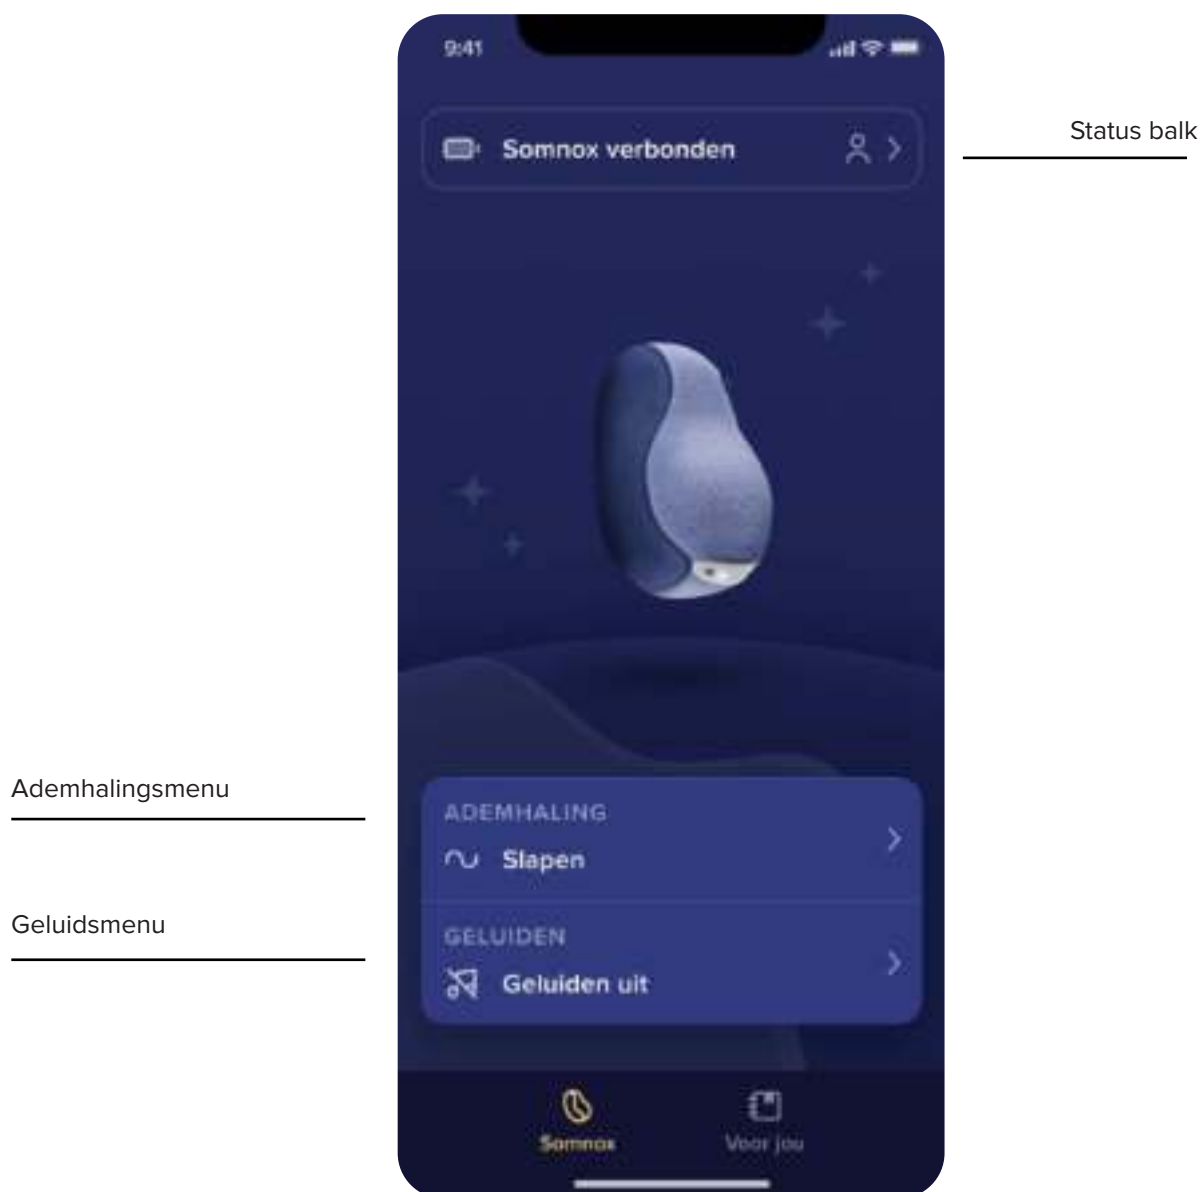 9:41
Somnox verbonden
Status balk
Ademhalingsmenu
ADEMHALING
Slapen
Geluidsmenu
GELUIDEN
Geluiden uit
Somnox
Voor jou